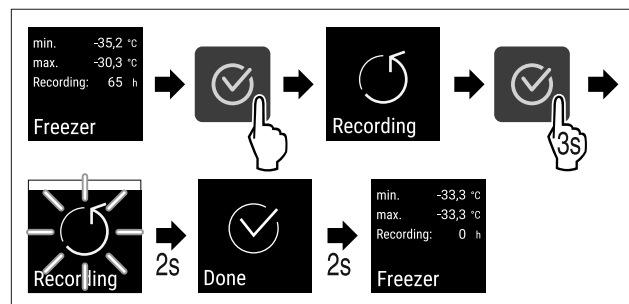 min. -35,2 °C
max. -30,3 °C
Recording: 65 h
Freezer
Recording
3s
Recording
2s
Done
2s
min. -33,3 °C
max. -33,3 °C
Recording: 0 h
Freezer